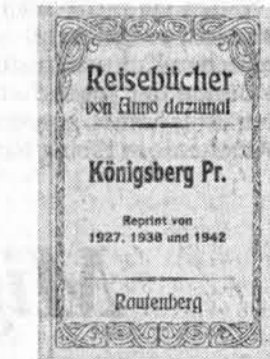 Reisebücher
von Anno dazumal
Königsberg Pr.
Reprint von
1927, 1938 und 1942
Rautenberg